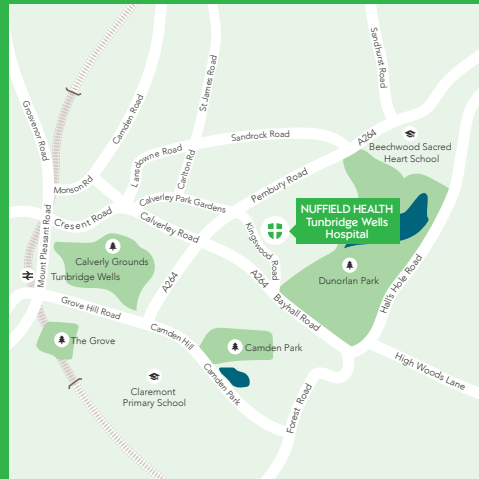 Sandhurst Road
St James Road
Grosvenor Road
Camden Road
Sandrock Road
A264
Beechwood Sacred
Heart School
Lansdowne Road
Carlton Rd
Pembury Road
Monson Rd
Calverley Park Gardens
Cresent Road
Calverley Road
Mount Pleasant Road
Kingswood Road
NUFFIELD HEALTH
Tunbridge Wells
Hospital
Calverly Grounds
Tunbridge Wells
A264
A264
Dunorlan Park
Hall's Hole Road
Bayhall Road
Grove Hill Road
Camden Hill
The Grove
Camden Park
High Woods Lane
Claremont
Primary School
Camden Park
Forest Road